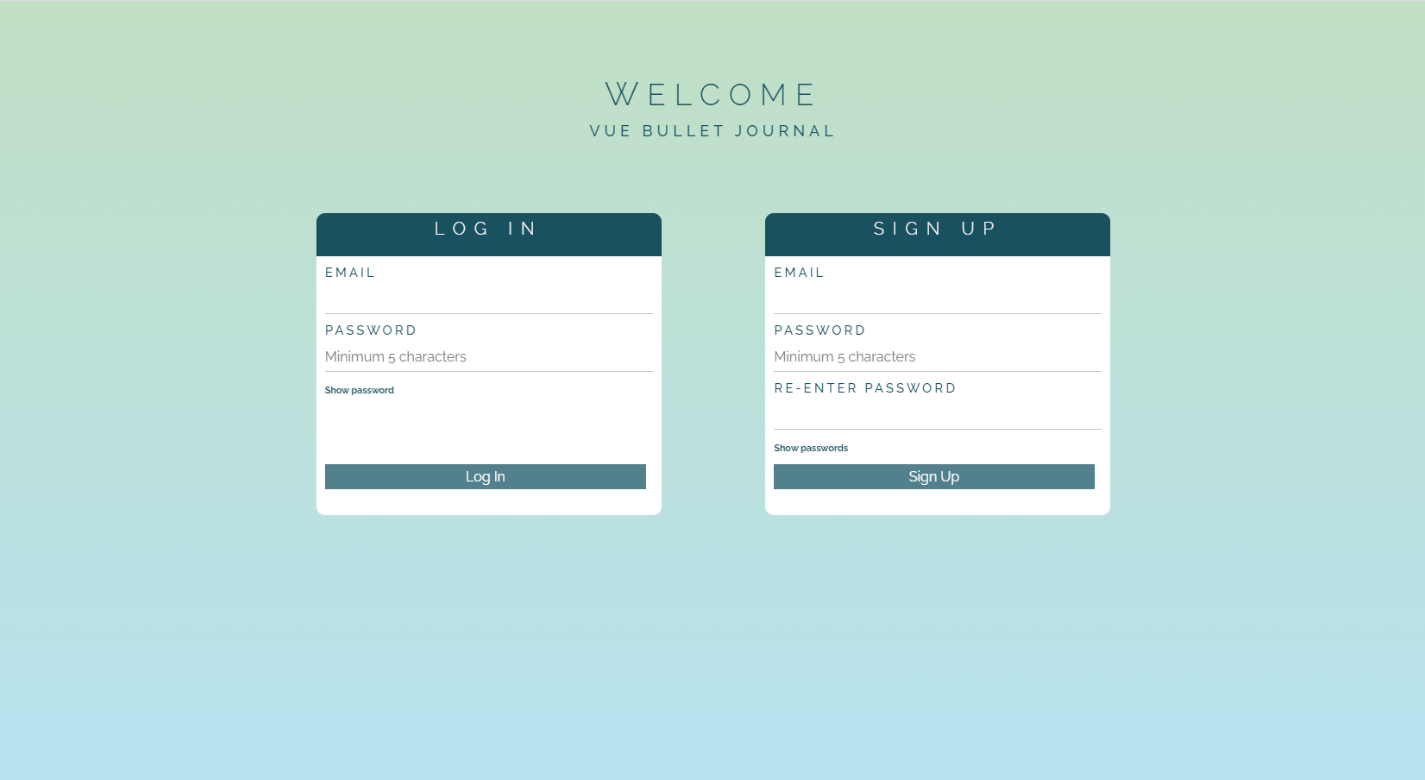 WELCOME
VUE BULLET JOURNAL
LOG IN
EMAIL
PASSWORD
Minimum 5 characters
Show password
Log In
SIGN UP
EMAIL
PASSWORD
Minimum 5 characters
RE-ENTER PASSWORD
Show passwords
Sign Up